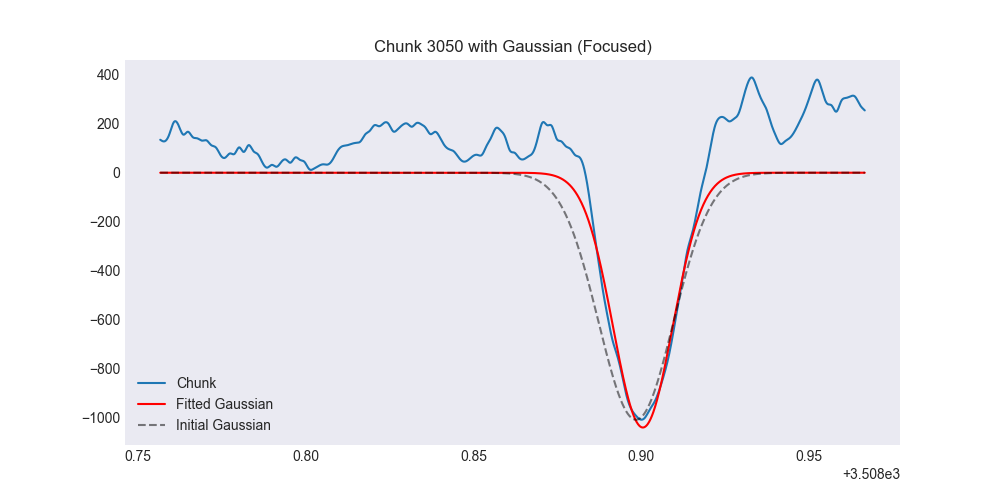 Chunk 3050 with Gaussian (Focused)
400
200
0
−200
−400
−600
−800
−1000
Chunk
Fitted Gaussian
Initial Gaussian
0.75 0.80 0.85 0.90 0.95
+3.508e3